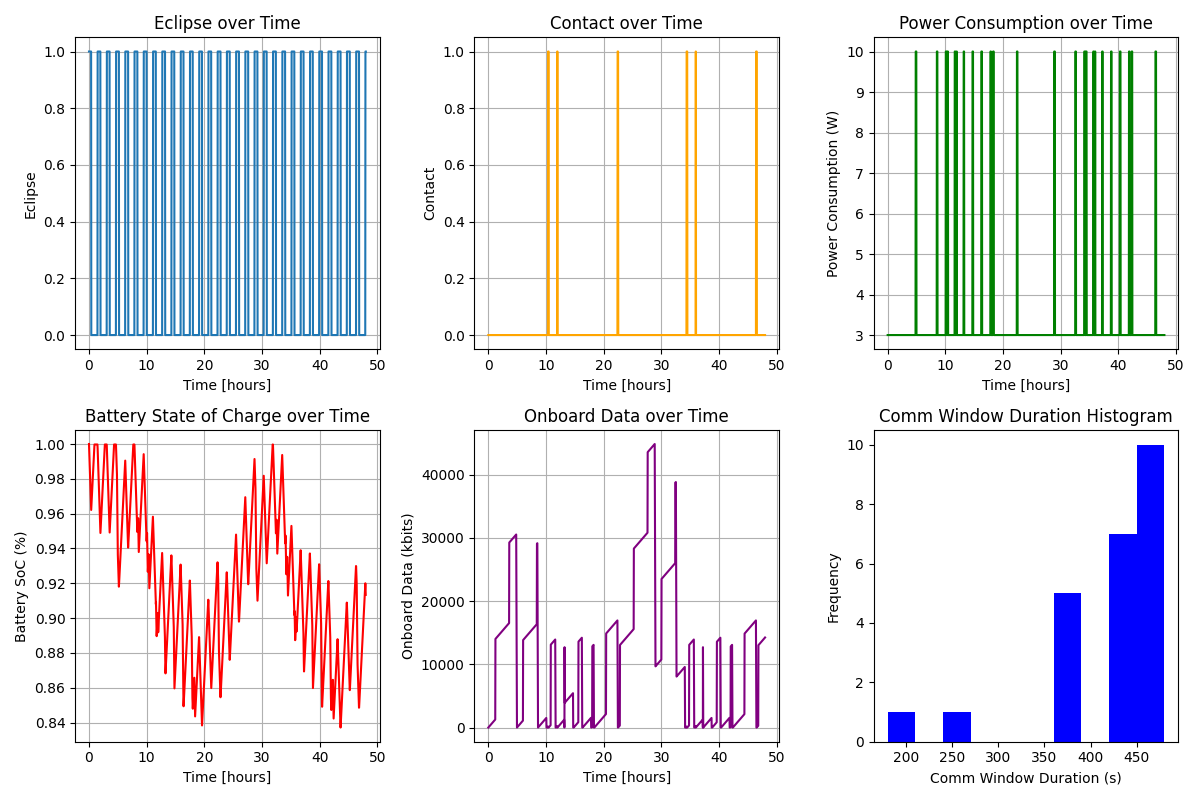 Eclipse over Time
1.0
0.8
0.6
0.4
0.2
0.0
Eclipse
0 10 20 30 40 50
Time [hours]
Contact over Time
1.0
0.8
0.6
0.4
0.2
0.0
Contact
0 10 20 30 40 50
Time [hours]
Power Consumption over Time
10
9
8
7
6
5
4
3
Power Consumption (W)
0 10 20 30 40 50
Time [hours]
Battery State of Charge over Time
1.00
0.98
0.96
0.94
0.92
0.90
0.88
0.86
0.84
Battery SoC (%)
0 10 20 30 40 50
Time [hours]
Onboard Data over Time
40000
30000
20000
10000
0
Onboard Data (kbits)
0 10 20 30 40 50
Time [hours]
Comm Window Duration Histogram
10
8
6
4
2
0
Frequency
200 250 300 350 400 450
Comm Window Duration (s)